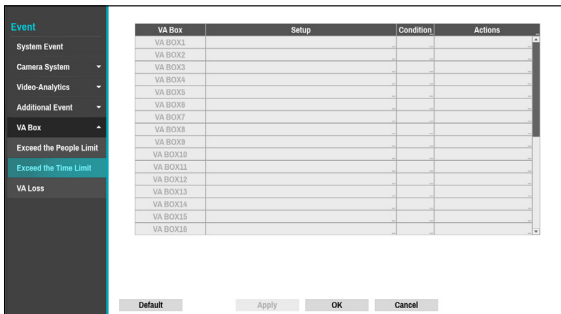 Event
System Event
Camera System
Video-Analytics
Additional Event
VA Box
Exceed the People Limit
Exceed the Time Limit
VA Loss
VA Box Setup Condition Actions
VA BOX1
VA BOX2
VA BOX3
VA BOX4
VA BOX5
VA BOX6
VA BOX7
VA BOX8
VA BOX9
VA BOX10
VA BOX11
VA BOX12
VA BOX13
VA BOX14
VA BOX15
VA BOX16
Default Apply OK Cancel